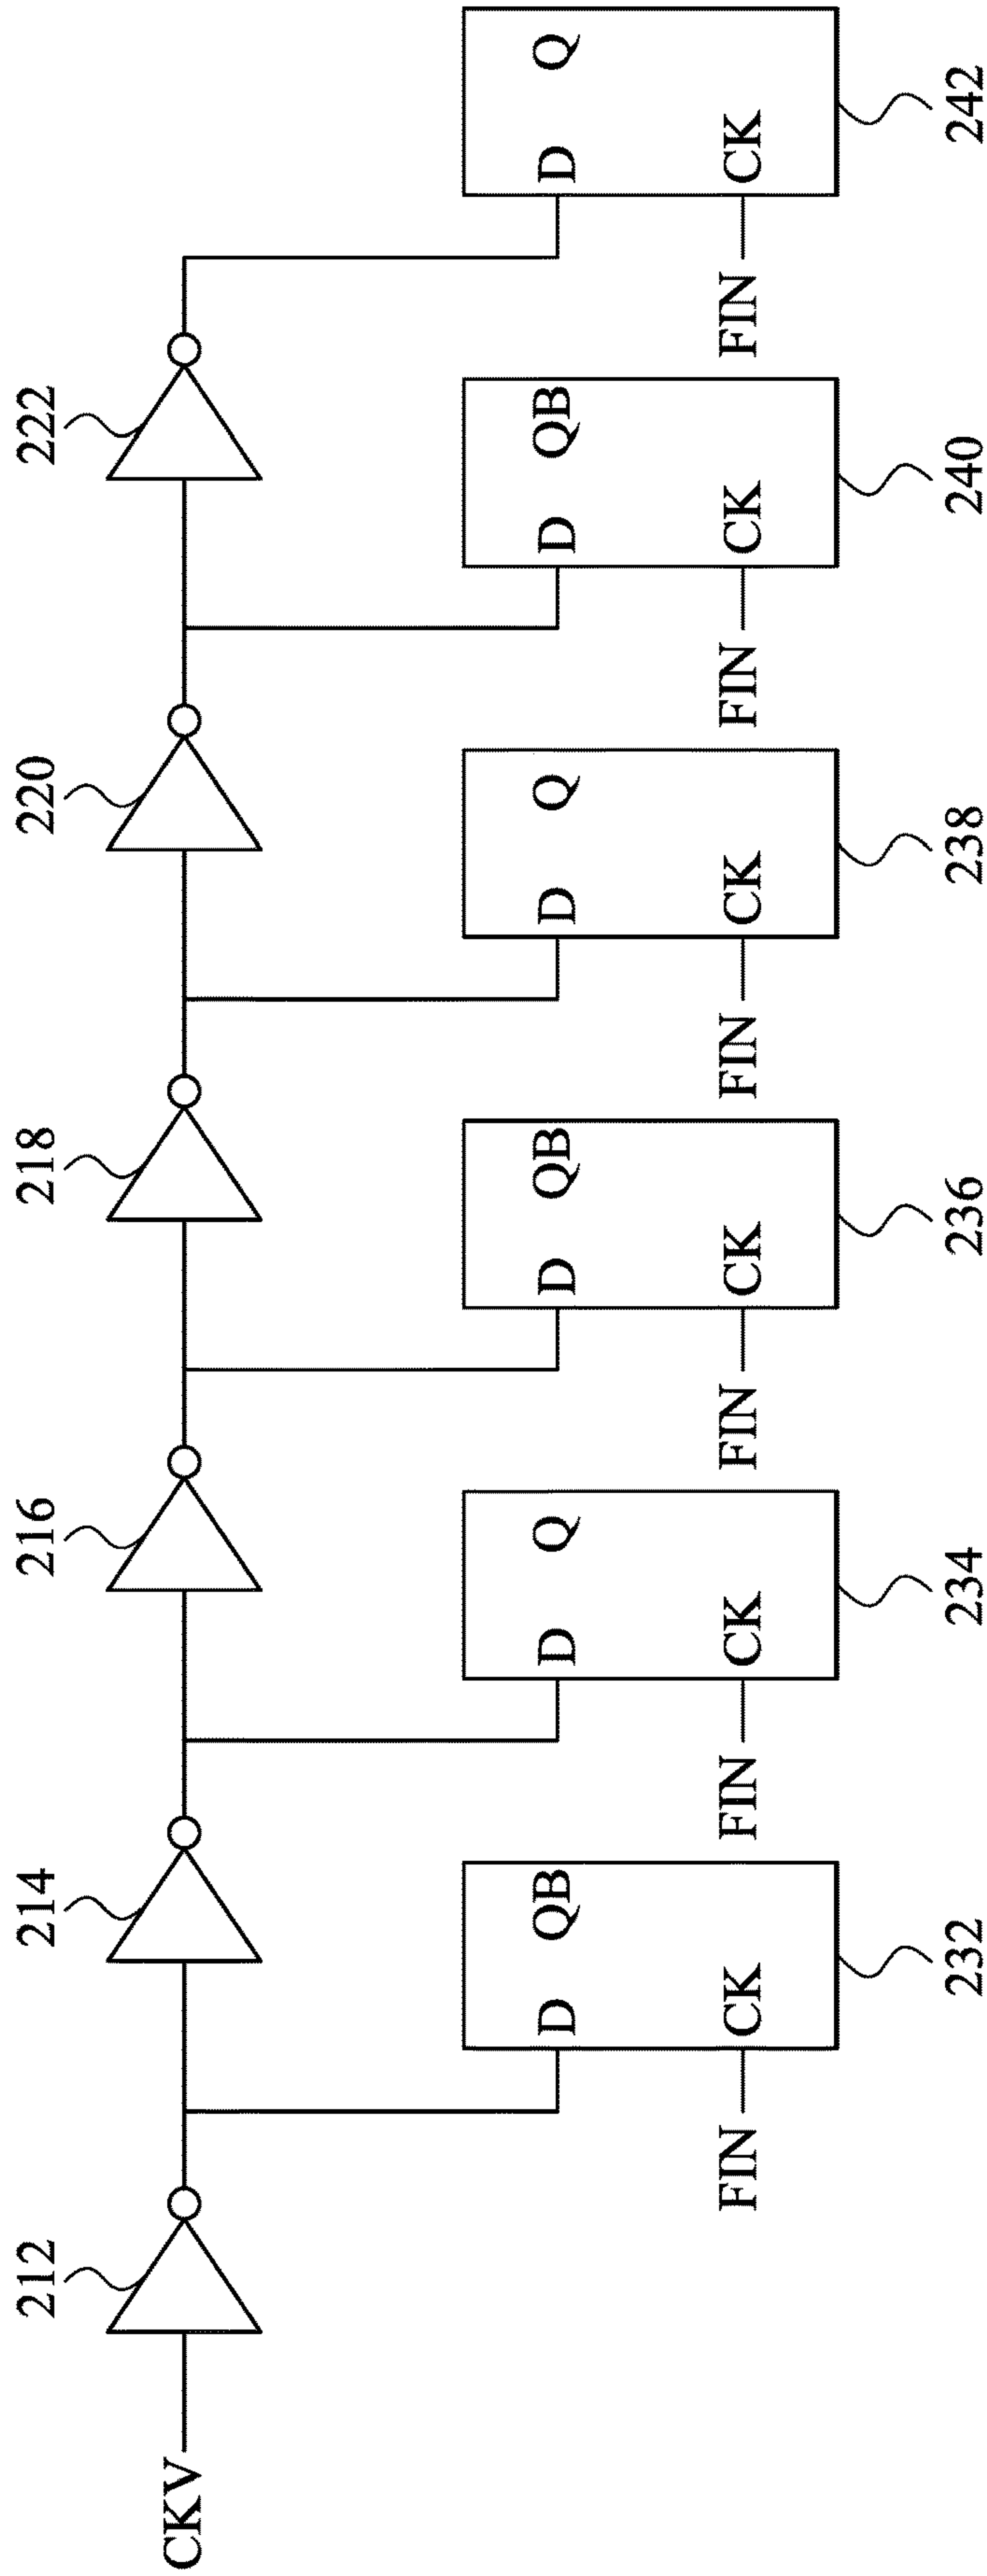 212 214 216 218 220 222
CKV
D QB D Q D QB D Q D QB D Q
FIN CK FIN CK FIN CK FIN CK FIN CK FIN CK
232 234 236 238 240 242